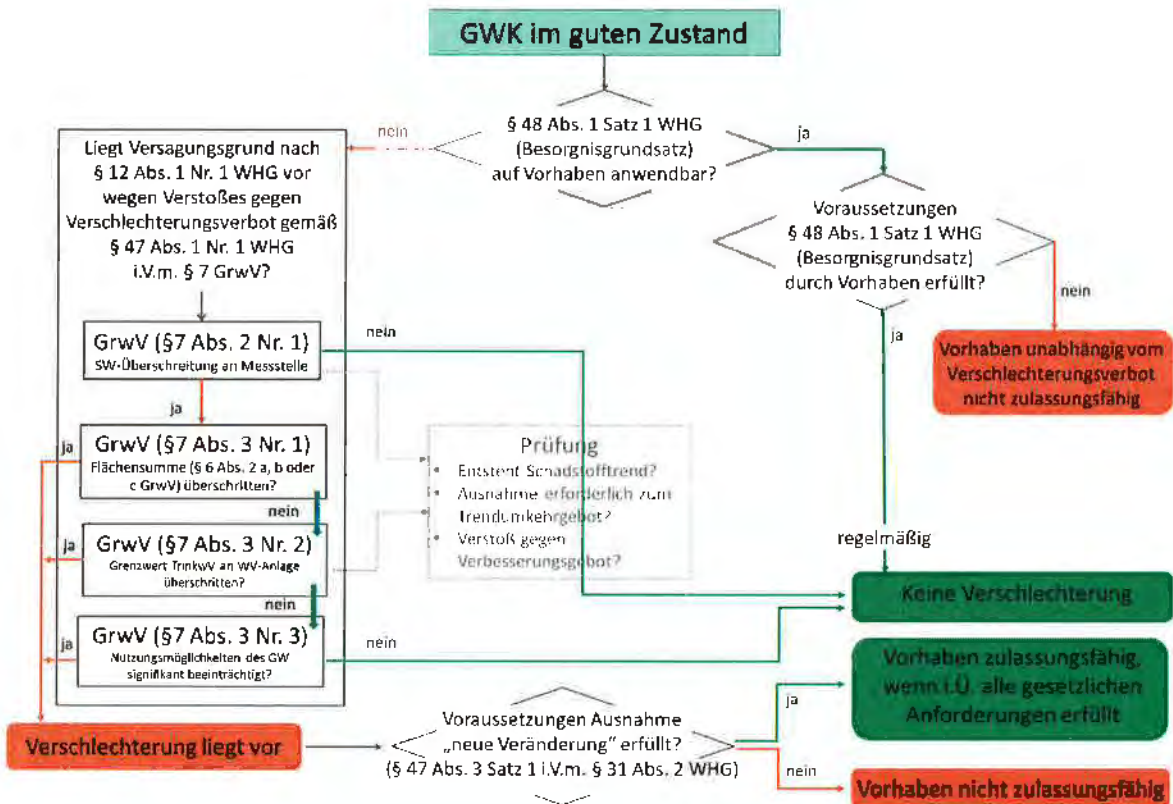 GWK im guten Zustand
§ 48 Abs. 1 Satz 1 WHG
(Besorgnisgrundsatz)
auf Vorhaben anwendbar?
nein
ja
Liegt Versagungsgrund nach
§ 12 Abs. 1 Nr. 1 WHG vor
wegen Verstoßes gegen
Verschlechterungsverbot gemäß
§ 47 Abs. 1 Nr. 1 WHG
i.V.m. § 7 GrwV?
Voraussetzungen
§ 48 Abs. 1 Satz 1 WHG
(Besorgnisgrundsatz)
durch Vorhaben erfüllt?
nein
ja
Vorhaben unabhängig vom
Verschlechterungsverbot
nicht zulassungsfähig
GrwV (§7 Abs. 2 Nr. 1)
SW-Überschreitung an Messstelle
nein
ja
GrwV (§7 Abs. 3 Nr. 1)
Flächensumme (§ 6 Abs. 2 a, b oder
c GrwV) überschritten?
ja
nein
Prüfung
• Entsteht Schadstofftrend?
• Ausnahme erforderlich zum
Trendumkehrgebot?
• Verstoß gegen
Verbesserungsgebot?
GrwV (§7 Abs. 3 Nr. 2)
Grenzwert TrinkwV an WV-Anlage
überschritten?
ja
nein
regelmäßig
Keine Verschlechterung
GrwV (§7 Abs. 3 Nr. 3)
Nutzungsmöglichkeiten des GW
signifikant beeinträchtigt?
ja
nein
Vorhaben zulassungsfähig,
wenn i.Ü. alle gesetzlichen
Anforderungen erfüllt
Verschlechterung liegt vor
Voraussetzungen Ausnahme
„neue Veränderung" erfüllt?
(§ 47 Abs. 3 Satz 1 i.V.m. § 31 Abs. 2 WHG)
ja
nein
Vorhaben nicht zulassungsfähig